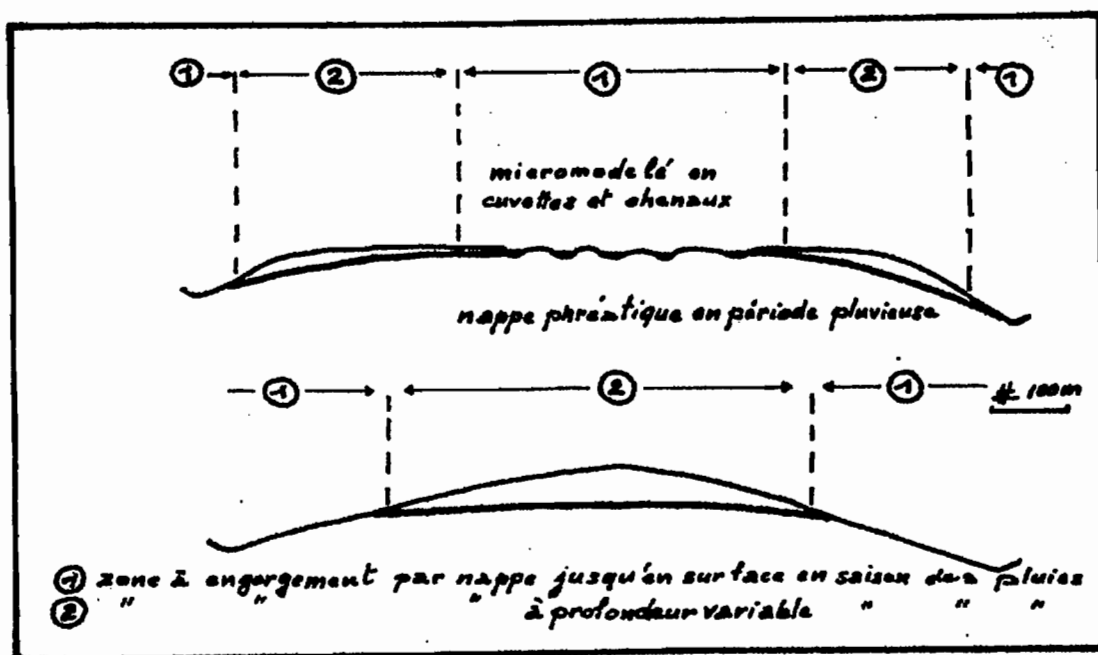 ① ② ① ② ①
micromodelé en
cuvettes et chenaux
nappe phréatique en période pluvieuse
① ② ① # 100m
① zone à engorgement par nappe jusqu'en surface en saison des pluies
② " " " à profondeur variable " " "